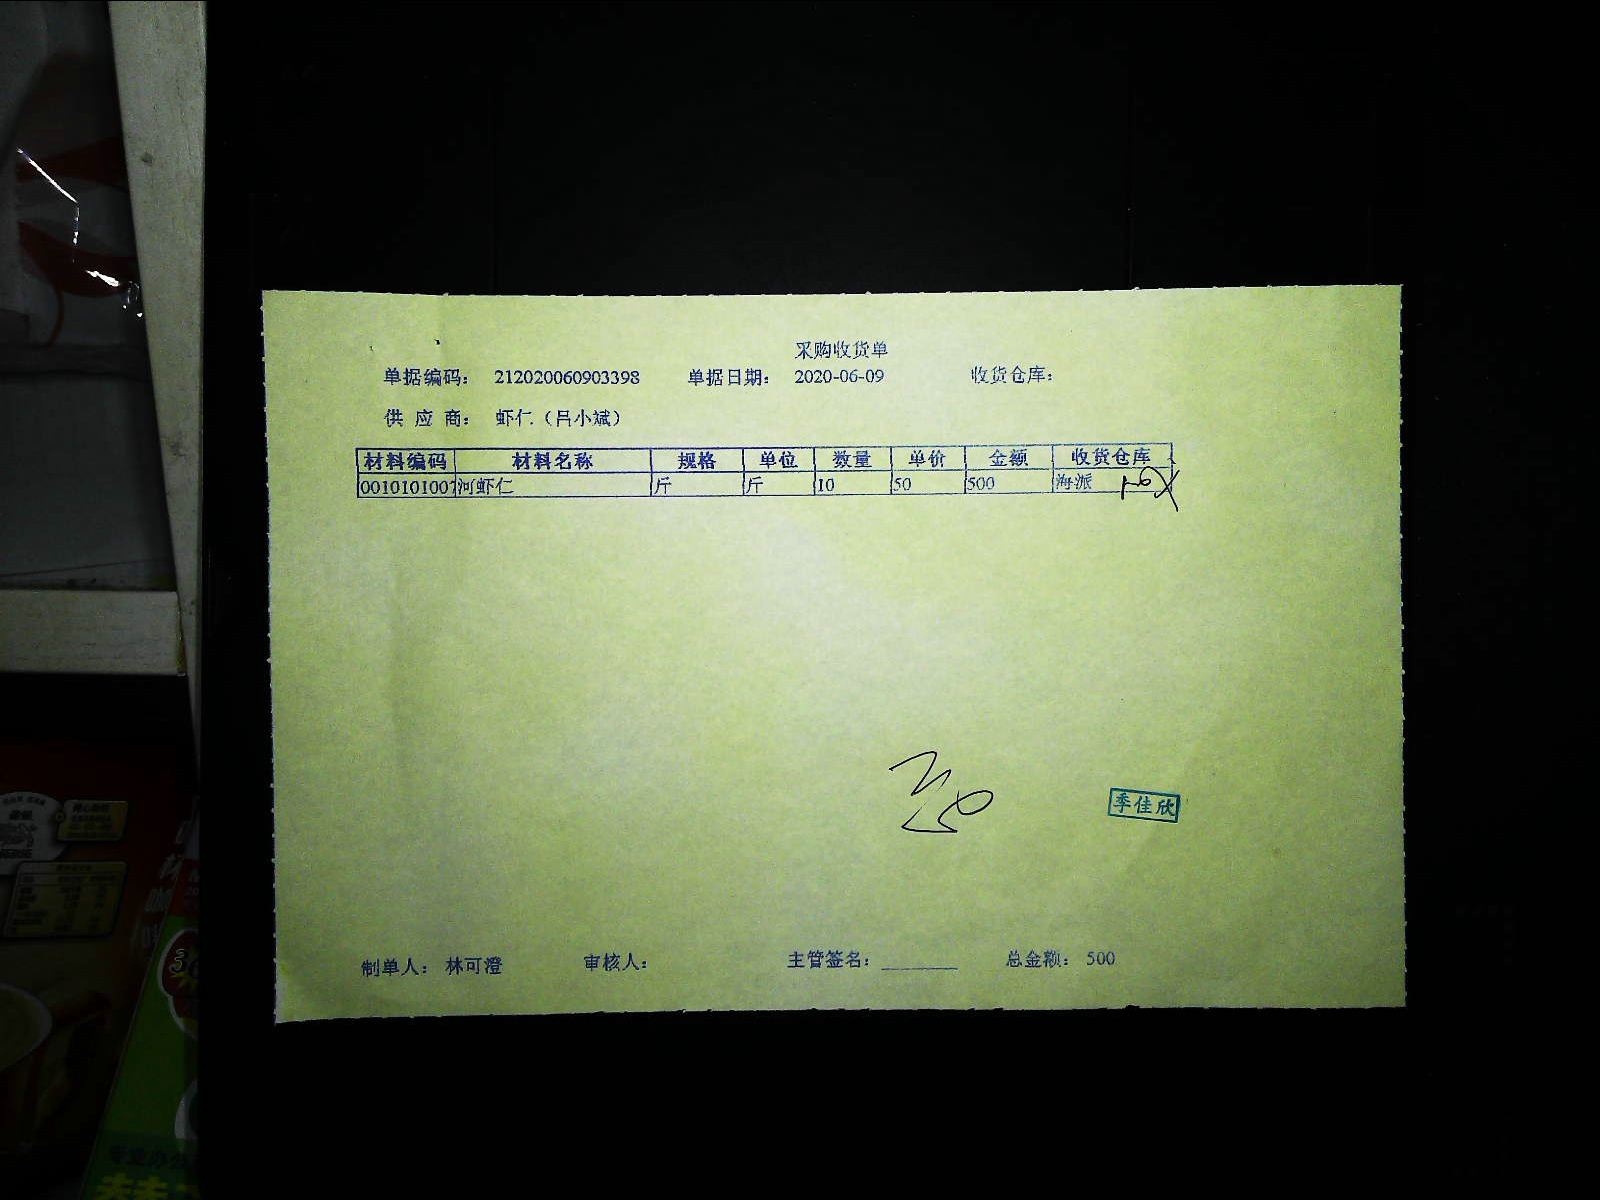 采购收货单
单据编码： 212020060903398 单据日期： 2020-06-09 收货仓库：
供 应 商： 虾仁（吕小斌）
材料编码 材料名称 规格 单位 数量 单价 金额 收货仓库
0010101007 河虾仁 斤 斤 10 50 500 海派
季佳欣
制单人： 林可澄 审核人： 主管签名：________ 总金额： 500